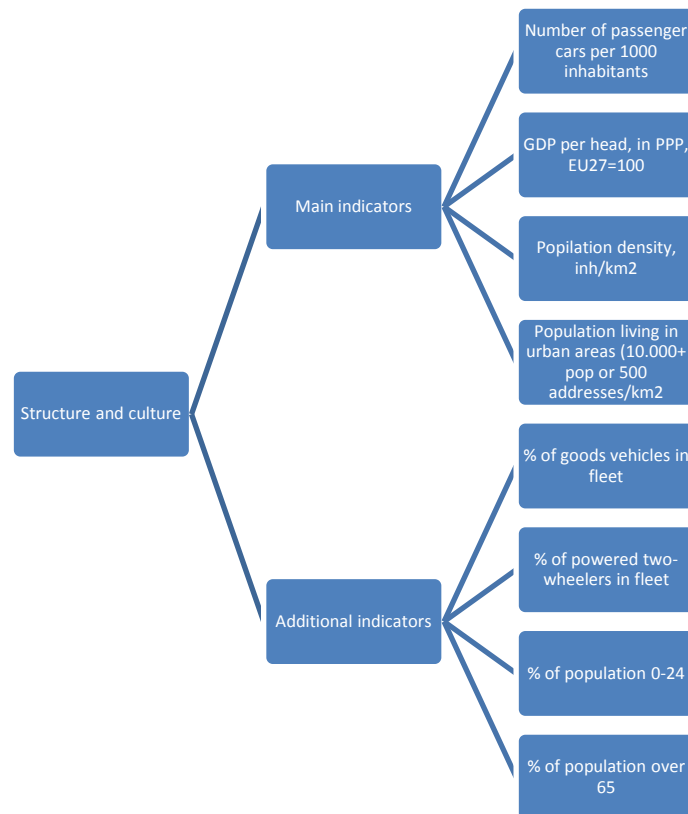 Number of passenger
cars per 1000
inhabitants
GDP per head, in PPP,
EU27=100
Main indicators
Popilation density,
inh/km2
Population living in
urban areas (10.000+
pop or 500
addresses/km2
Structure and culture
% of goods vehicles in
fleet
% of powered two-
wheelers in fleet
Additional indicators
% of population 0-24
% of population over
65